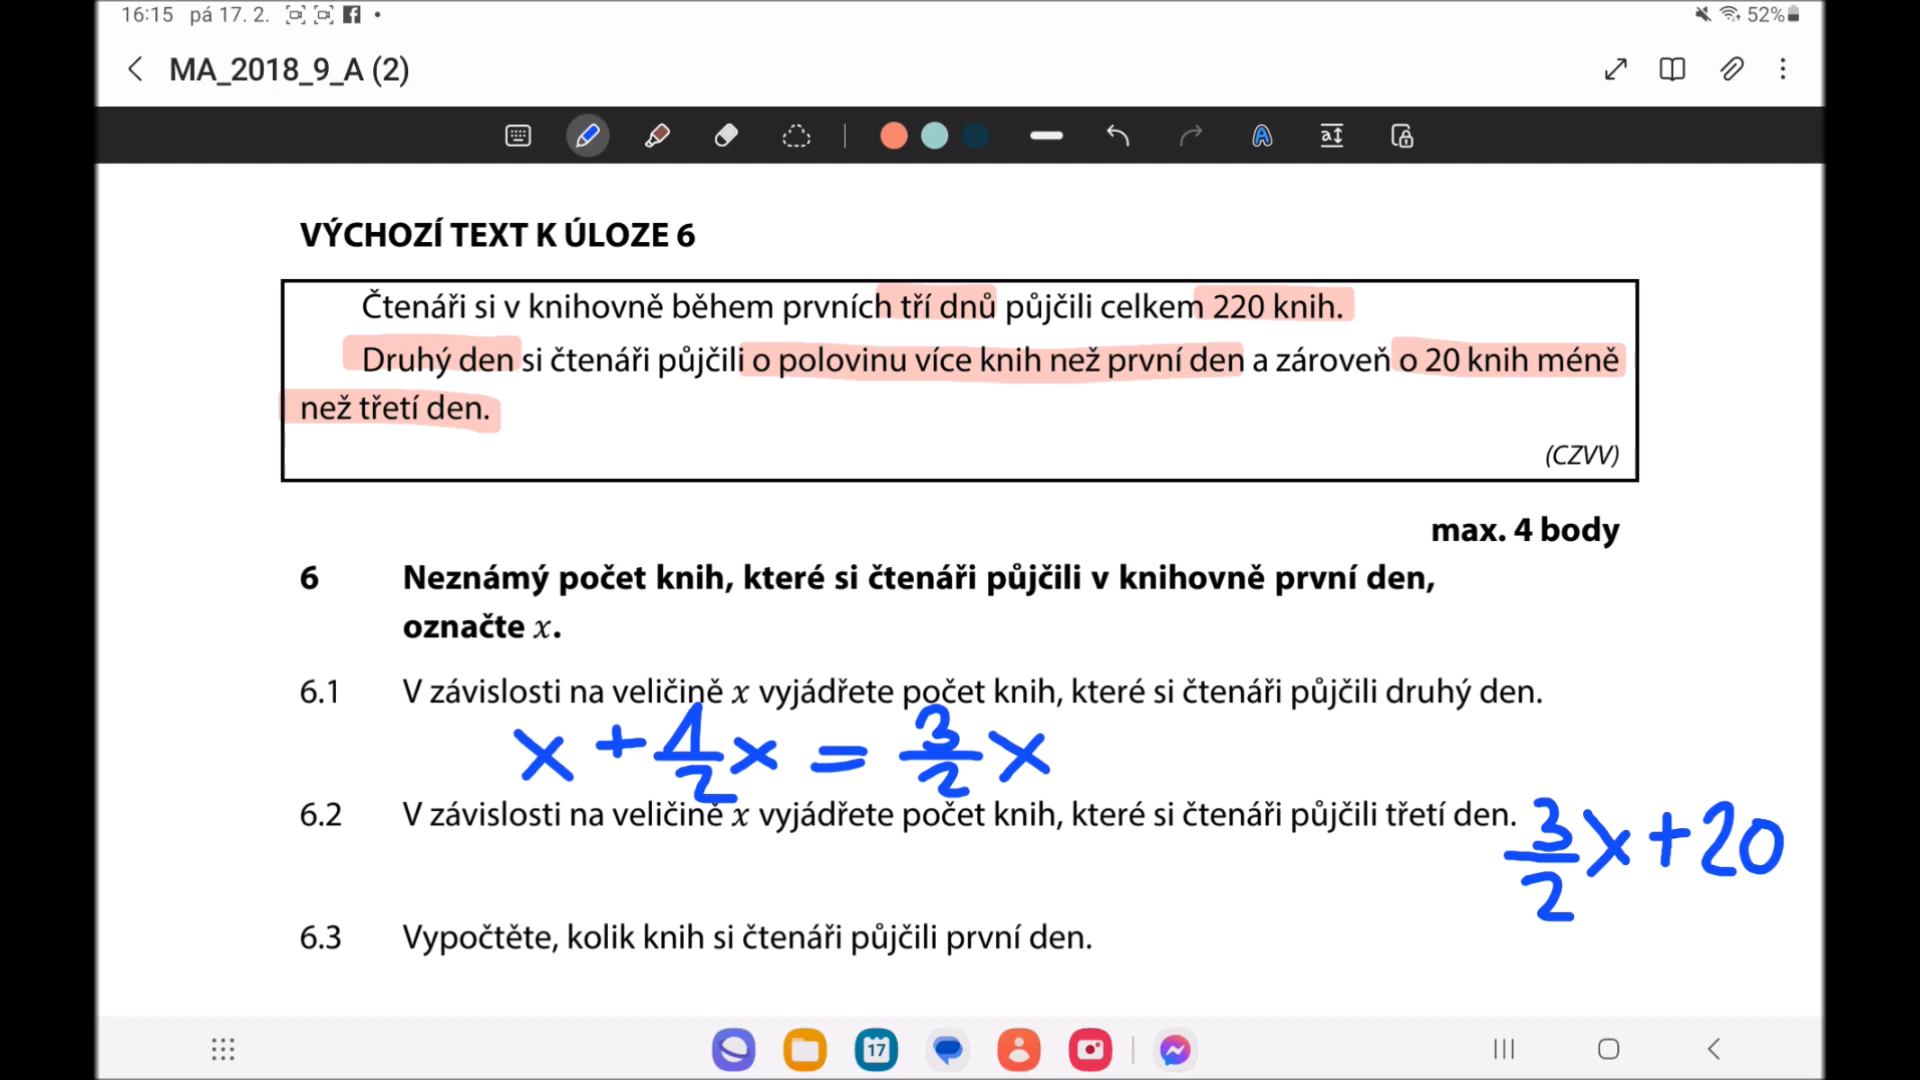 16:15 pá 17. 2.
52%
MA_2018_9_A (2)
VÝCHOZÍ TEXT K ÚLOZE 6
Čtenáři si v knihovně během prvních tří dnů půjčili celkem 220 knih.
Druhý den si čtenáři půjčili o polovinu více knih než první den a zároveň o 20 knih méně
než třetí den.
(CZVV)
max. 4 body
6 Neznámý počet knih, které si čtenáři půjčili v knihovně první den,
označte x.
6.1 V závislosti na veličině x vyjádřete počet knih, které si čtenáři půjčili druhý den.
x + 1/2 x = 3/2 x
6.2 V závislosti na veličině x vyjádřete počet knih, které si čtenáři půjčili třetí den.
3/2 x + 20
6.3 Vypočtěte, kolik knih si čtenáři půjčili první den.
17